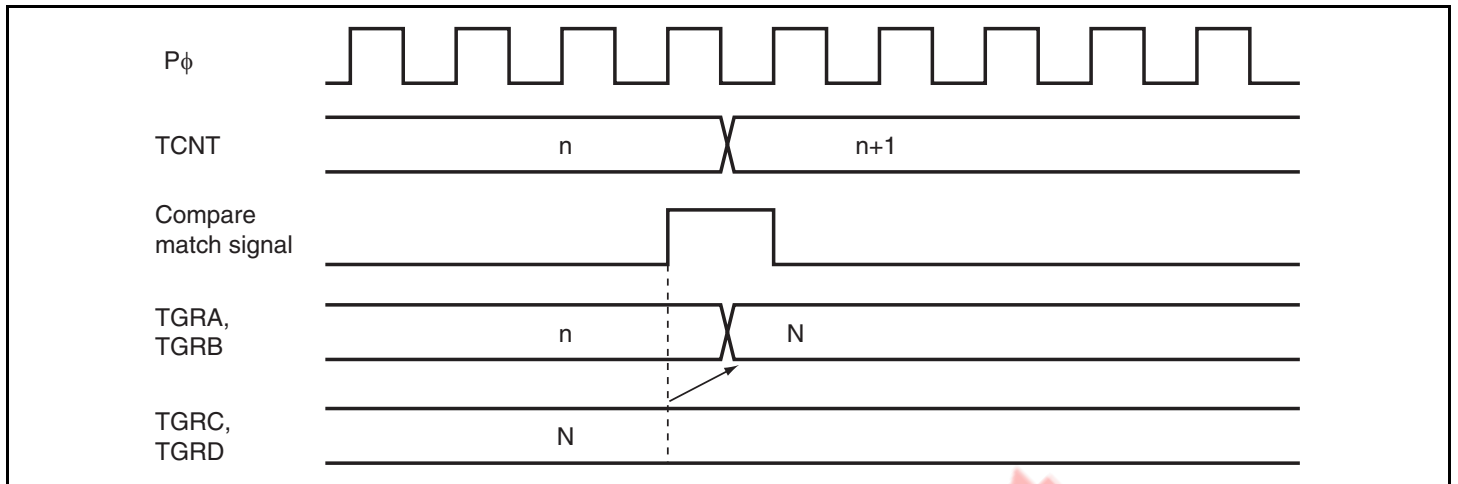 Pϕ
TCNT
n
n+1
Compare
match signal
TGRA,
TGRB
n
N
TGRC,
TGRD
N